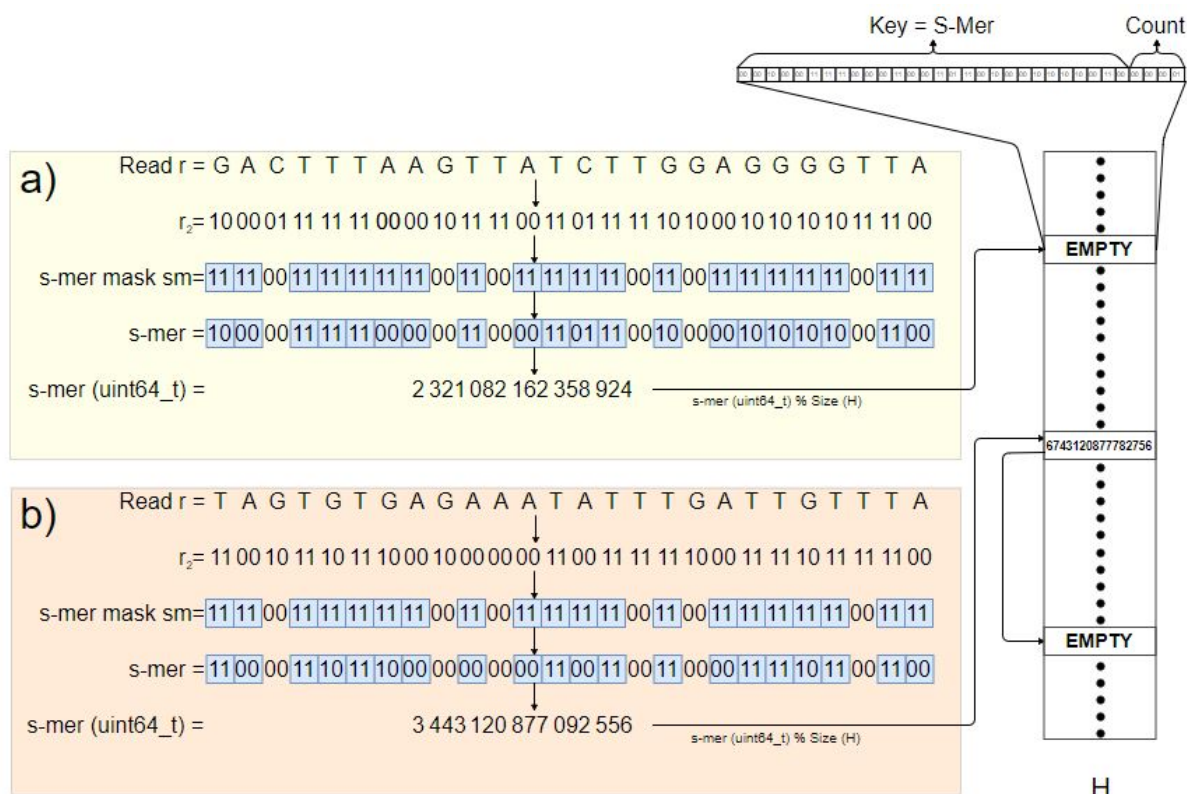 Key = S-Mer Count
a)
Read r = G A C T T T A A G T T A T C T T G G A G G G G T T A
r₂= 10 00 01 11 11 11 00 00 10 11 11 00 11 01 11 11 10 10 00 10 10 10 10 11 11 00
s-mer mask sm= 11 11 00 11 11 11 11 11 00 11 00 11 11 11 11 00 11 00 11 11 11 11 11 00 11 11
s-mer = 10 00 00 11 11 11 00 00 00 11 00 00 11 01 11 00 10 00 00 10 10 10 10 00 11 00
s-mer (uint64_t) = 2 321 082 162 358 924
s-mer (uint64_t) % Size (H)
EMPTY
6743120877782756
b)
Read r = T A G T G T G A G A A A T A T T T G A T T G T T T A
r₂= 11 00 10 11 10 11 10 00 10 00 00 00 11 00 11 11 11 10 00 11 11 10 11 11 11 00
s-mer mask sm= 11 11 00 11 11 11 11 11 00 11 00 11 11 11 11 00 11 00 11 11 11 11 11 00 11 11
s-mer = 11 00 00 11 10 11 10 00 00 00 00 00 11 00 11 00 11 00 00 11 11 10 11 00 11 00
s-mer (uint64_t) = 3 443 120 877 092 556
s-mer (uint64_t) % Size (H)
EMPTY
H